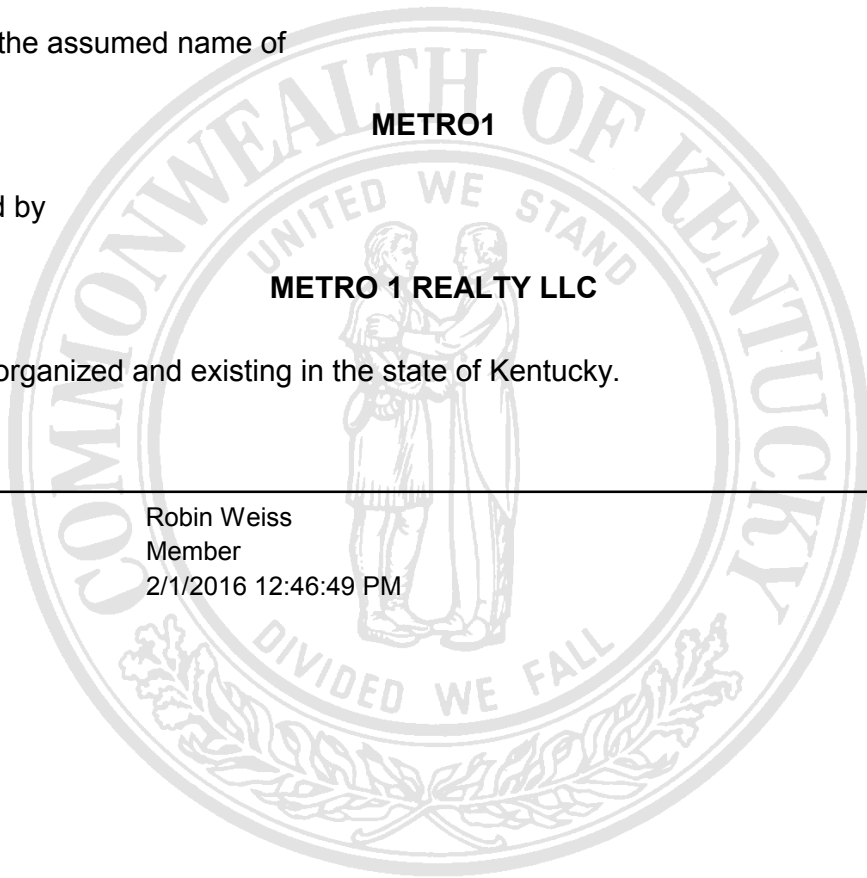 the assumed name of
METRO1
d by
METRO 1 REALTY LLC
organized and existing in the state of Kentucky.
Robin Weiss
Member
2/1/2016 12:46:49 PM
COMMONWEALTH OF KENTUCKY
UNITED WE STAND
DIVIDED WE FALL